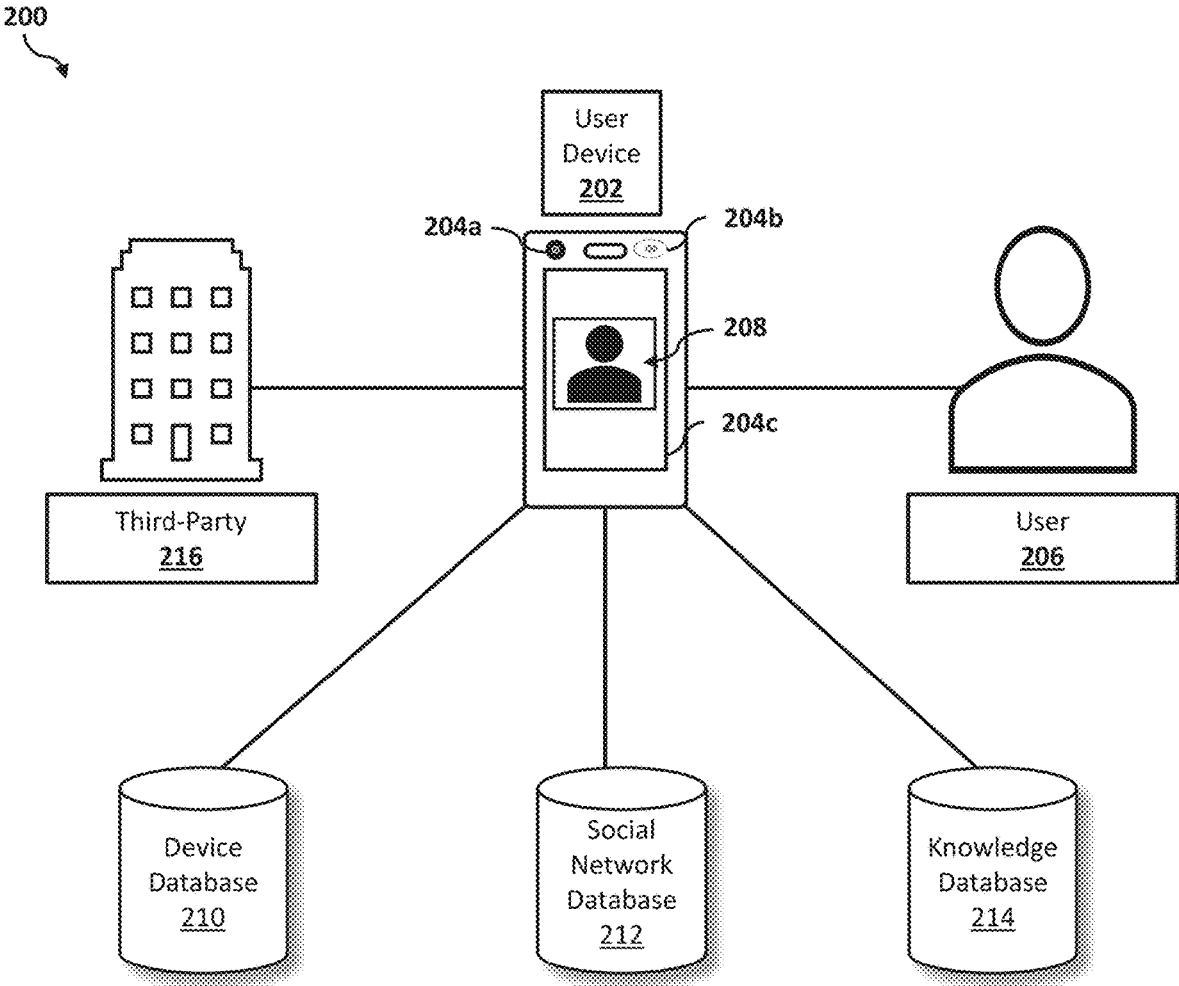 200
User
Device
202
204a
204b
208
204c
Third-Party
216
User
206
Device
Database
210
Social
Network
Database
212
Knowledge
Database
214